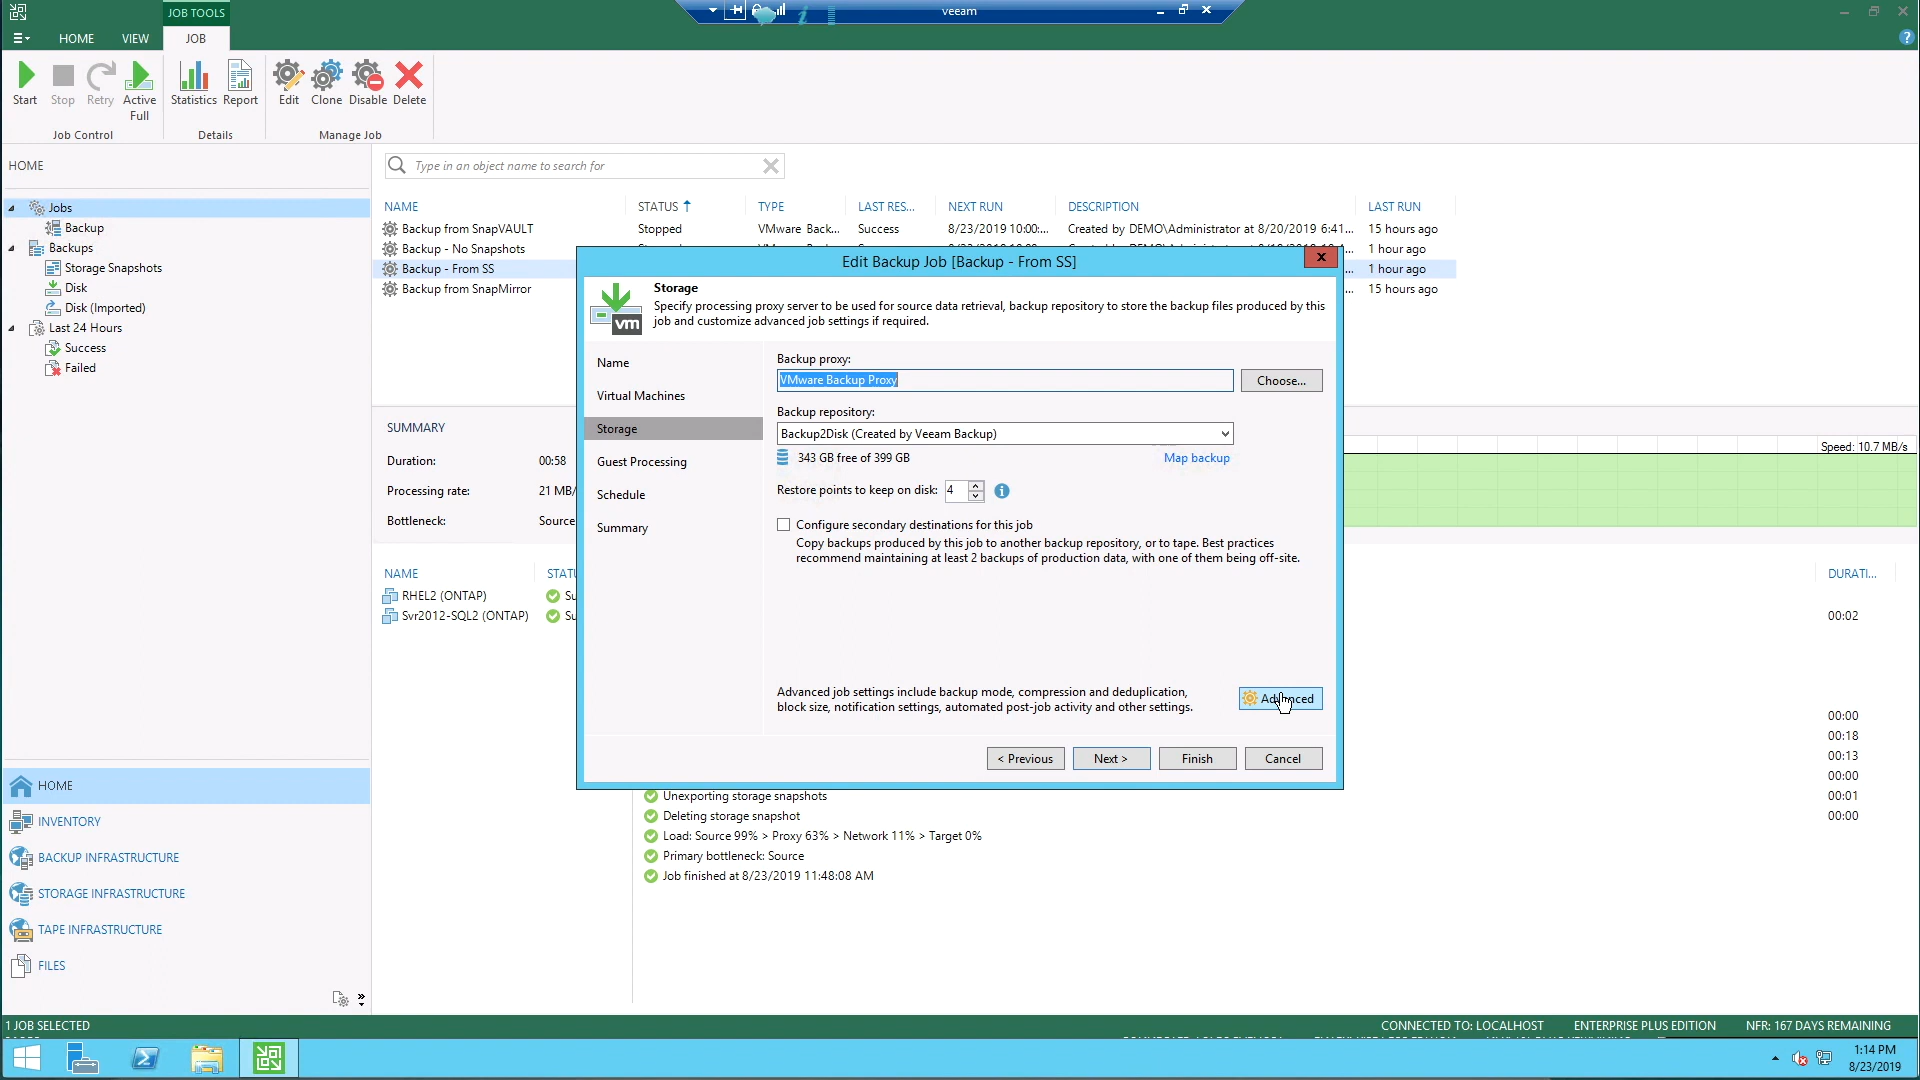 JOB TOOLS
veeam
HOME
VIEW
JOB
Start
Stop
Retry
Active
Full
Statistics
Report
Edit
Clone
Disable
Delete
Job Control
Details
Manage Job
HOME
Type in an object name to search for
Jobs
Backup
Backups
Storage Snapshots
Disk
Disk (Imported)
Last 24 Hours
Success
Failed
NAME
STATUS
TYPE
LAST RES...
NEXT RUN
DESCRIPTION
LAST RUN
Backup from SnapVAULT
Stopped
VMware Back...
Success
8/23/2019 10:00:...
Created by DEMO\Administrator at 8/20/2019 6:41...
15 hours ago
Backup - No Snapshots
1 hour ago
Backup - From SS
1 hour ago
Backup from SnapMirror
15 hours ago
Edit Backup Job [Backup - From SS]
Storage
Specify processing proxy server to be used for source data retrieval, backup repository to store the backup files produced by this
job and customize advanced job settings if required.
vm
Name
Virtual Machines
Storage
Guest Processing
Schedule
Summary
Backup proxy:
VMware Backup Proxy
Choose...
Backup repository:
Backup2Disk (Created by Veeam Backup)
343 GB free of 399 GB
Map backup
Restore points to keep on disk:
4
Configure secondary destinations for this job
Copy backups produced by this job to another backup repository, or to tape. Best practices
recommend maintaining at least 2 backups of production data, with one of them being off-site.
Advanced job settings include backup mode, compression and deduplication,
block size, notification settings, automated post-job activity and other settings.
Advanced
< Previous
Next >
Finish
Cancel
SUMMARY
Duration:
00:58
Processing rate:
21 MB/
Bottleneck:
Source
Speed: 10.7 MB/s
NAME
STATU
DURATI...
RHEL2 (ONTAP)
Su
Svr2012-SQL2 (ONTAP)
Su
00:02
00:00
00:18
00:13
00:00
Unexporting storage snapshots
00:01
Deleting storage snapshot
00:00
Load: Source 99% > Proxy 63% > Network 11% > Target 0%
Primary bottleneck: Source
Job finished at 8/23/2019 11:48:08 AM
HOME
INVENTORY
BACKUP INFRASTRUCTURE
STORAGE INFRASTRUCTURE
TAPE INFRASTRUCTURE
FILES
1 JOB SELECTED
CONNECTED TO: LOCALHOST
ENTERPRISE PLUS EDITION
NFR: 167 DAYS REMAINING
1:14 PM
8/23/2019